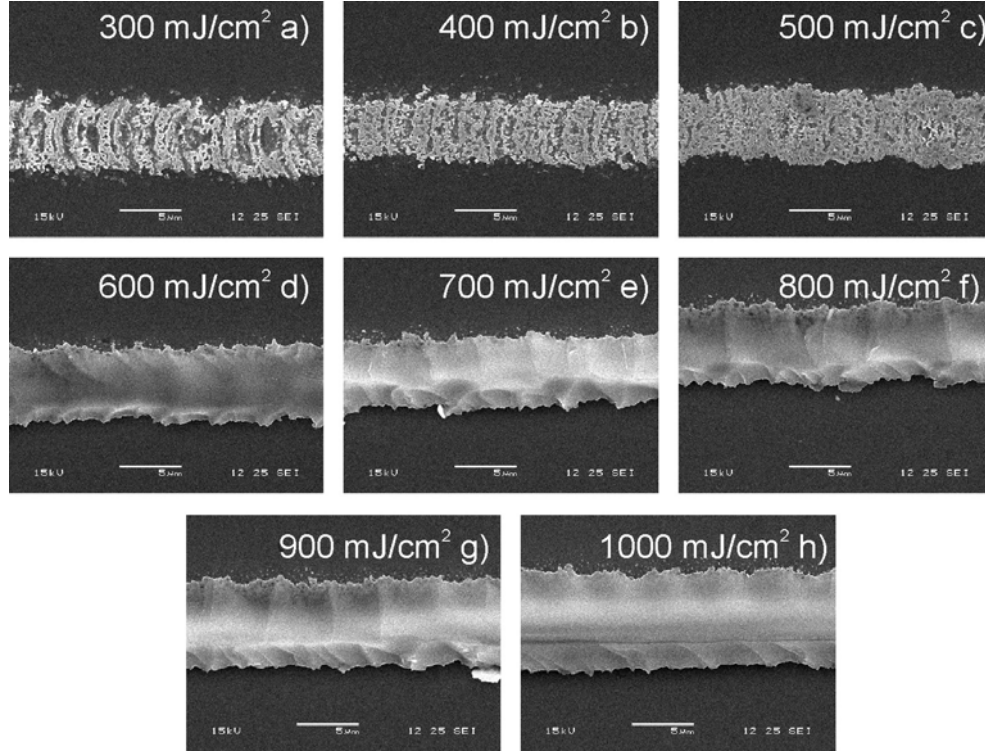 300 mJ/cm² a)
15kV 5µm 12 25 SEI
400 mJ/cm² b)
15kV 5µm 12 25 SEI
500 mJ/cm² c)
15kV 5µm 12 25 SEI
600 mJ/cm² d)
15kV 5µm 12 25 SEI
700 mJ/cm² e)
15kV 5µm 12 25 SEI
800 mJ/cm² f)
15kV 5µm 12 25 SEI
900 mJ/cm² g)
15kV 5µm 12 25 SEI
1000 mJ/cm² h)
15kV 5µm 12 25 SEI